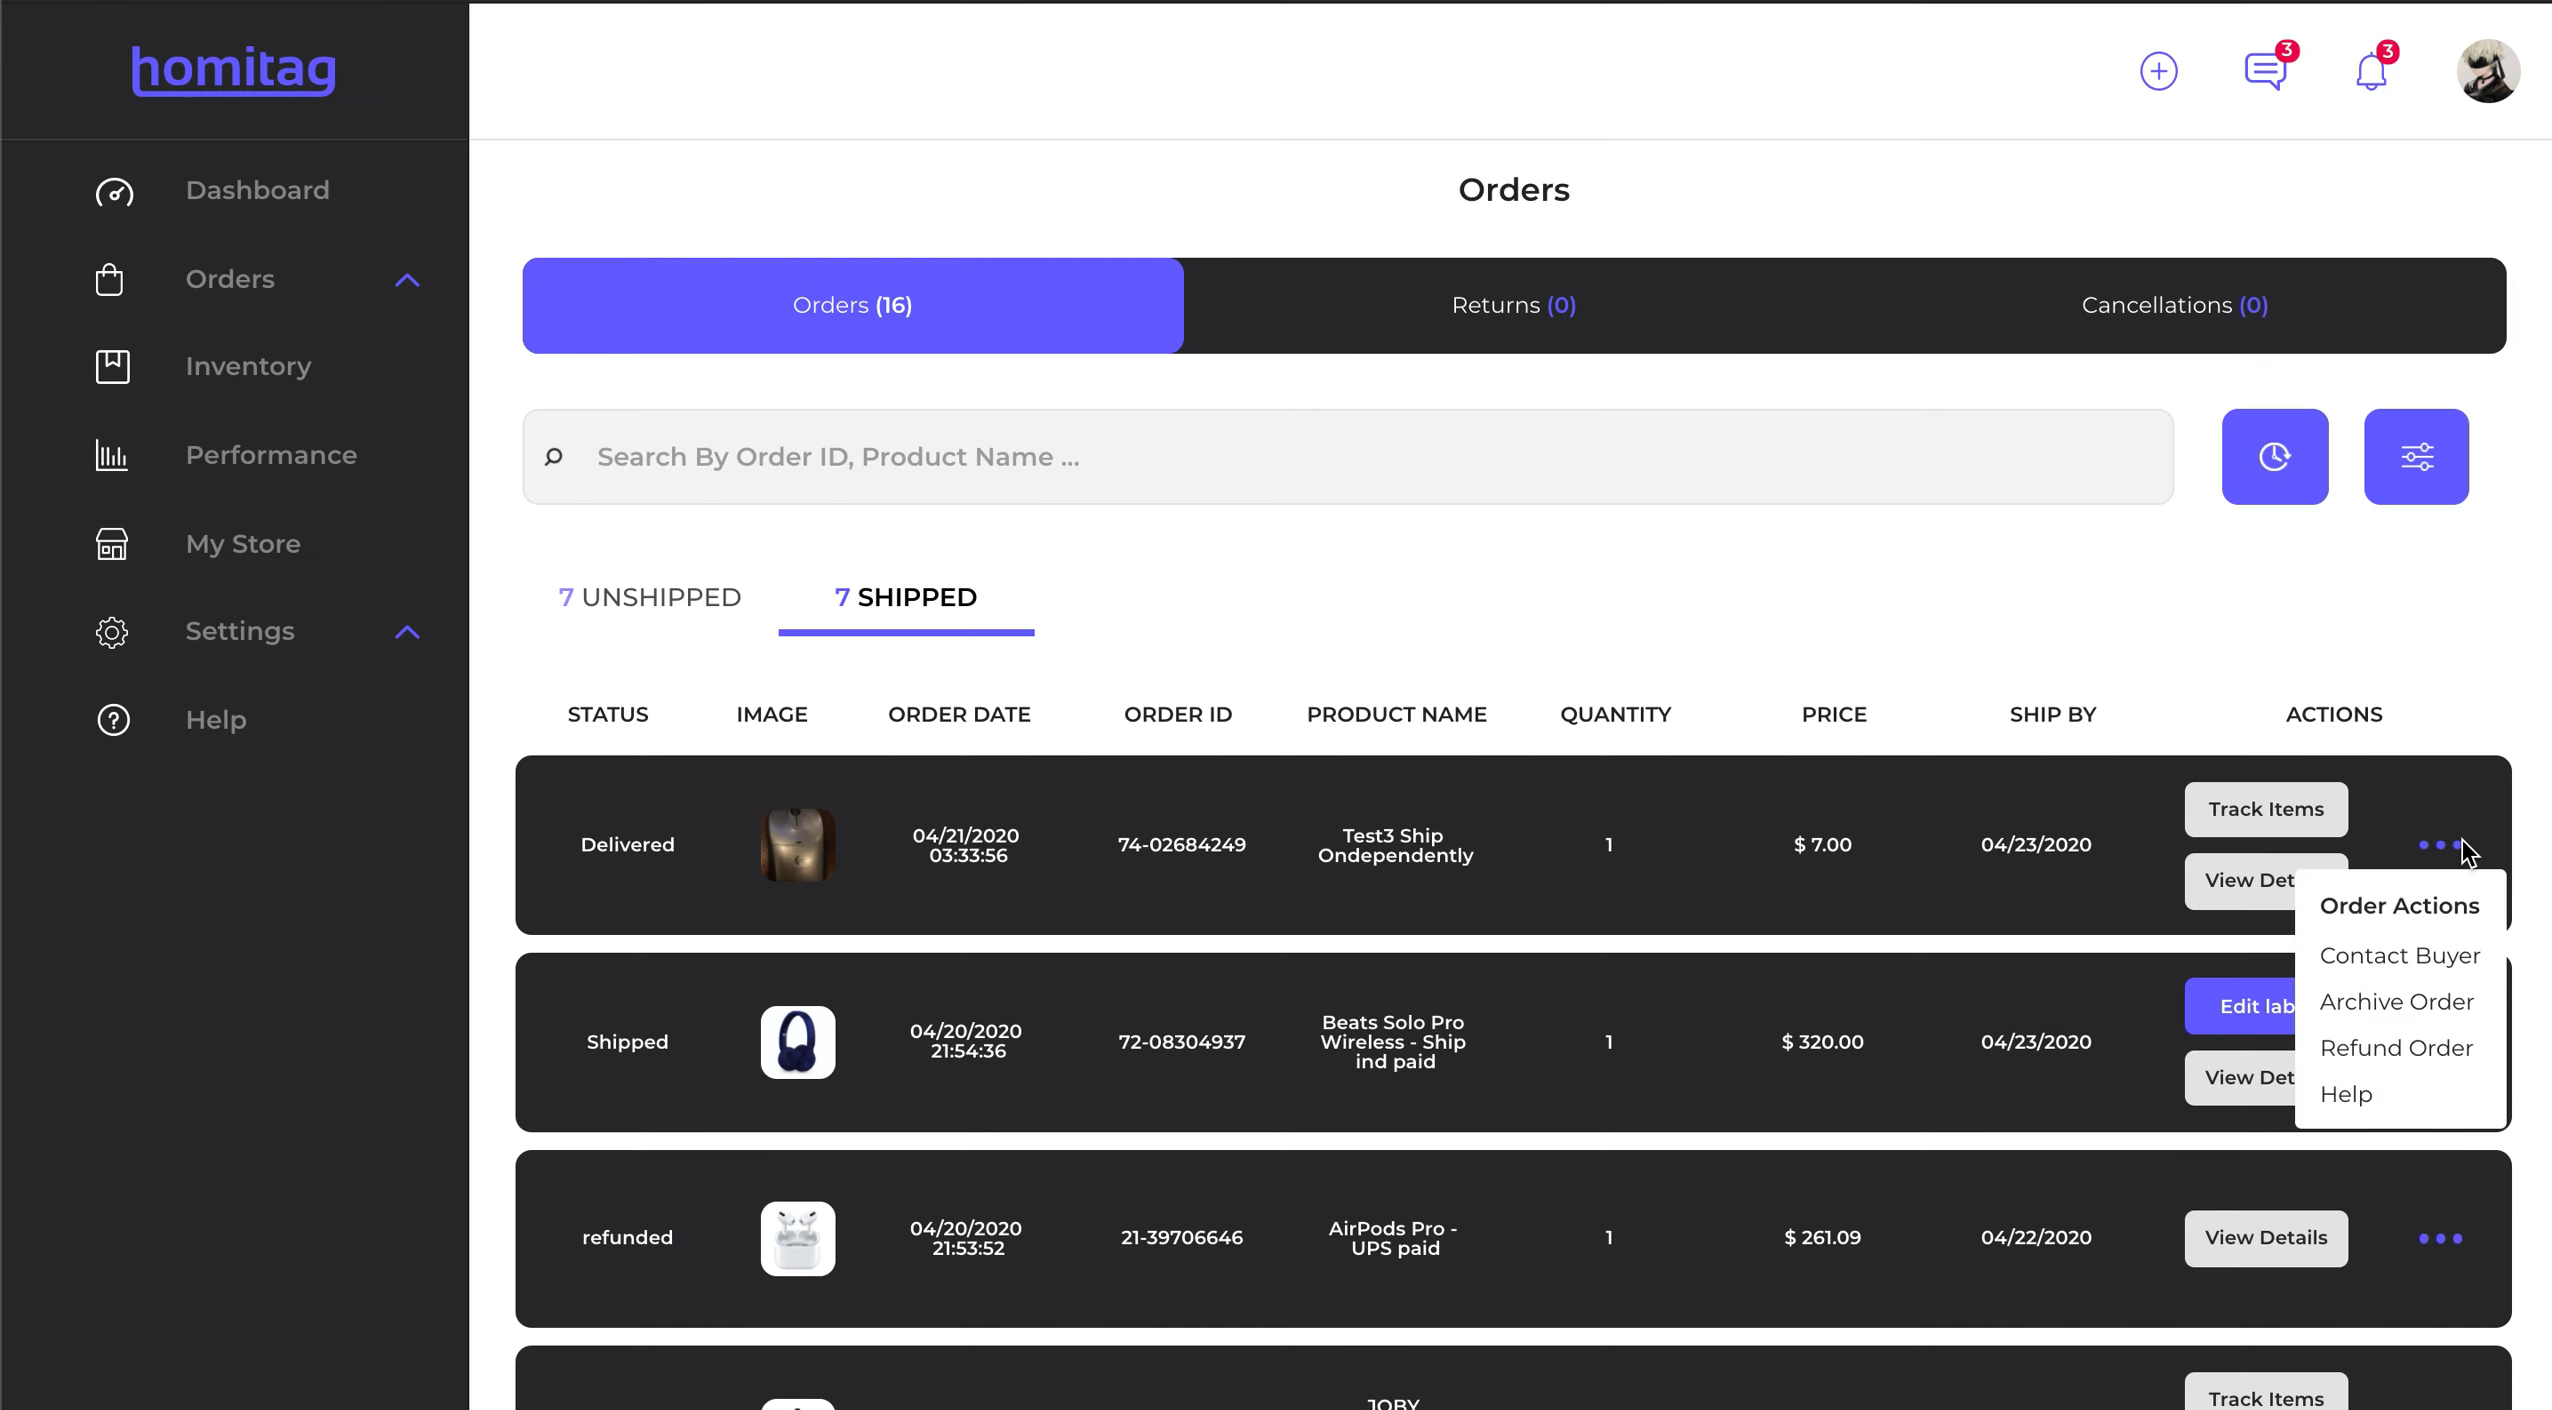 homitag
3
3
Dashboard
Orders
Inventory
Performance
My Store
Settings
Help
Orders
Orders (16)
Returns (0)
Cancellations (0)
Search By Order ID, Product Name ...
7 UNSHIPPED
7 SHIPPED
STATUS IMAGE ORDER DATE ORDER ID PRODUCT NAME QUANTITY PRICE SHIP BY ACTIONS
Delivered
04/21/2020
03:33:56
74-02684249
Test3 Ship
Ondependently
1
$ 7.00
04/23/2020
Track Items
View Det
Order Actions
Contact Buyer
Archive Order
Refund Order
Help
Shipped
04/20/2020
21:54:36
72-08304937
Beats Solo Pro
Wireless - Ship
ind paid
1
$ 320.00
04/23/2020
Edit lab
View Det
refunded
04/20/2020
21:53:52
21-39706646
AirPods Pro -
UPS paid
1
$ 261.09
04/22/2020
View Details
JOBY
Track Items